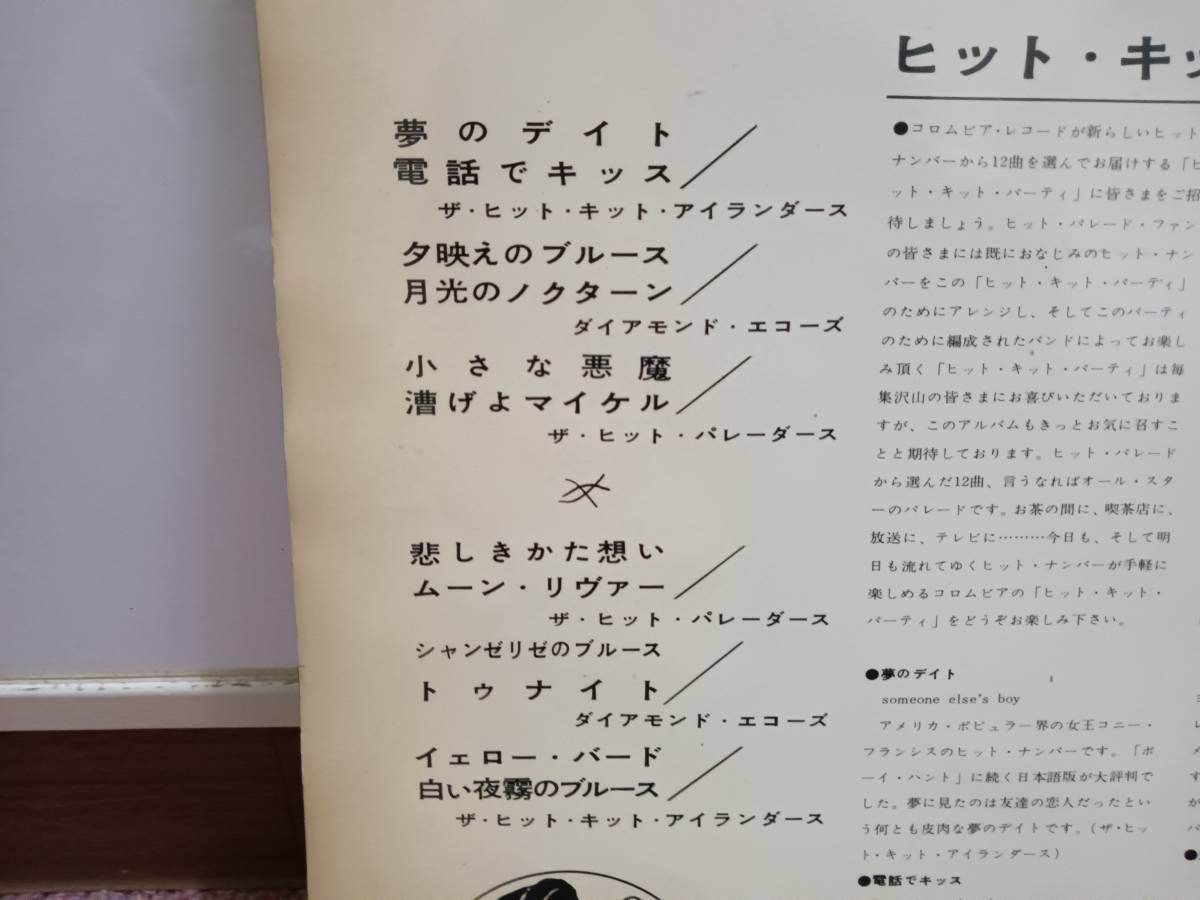 夢のデイト
電話でキッス
ザ・ヒット・キット・アイランダース
夕映えのブルース
月光のノクターン
ダイアモンド・エコーズ
小さな悪魔
漕げよマイケル
ザ・ヒット・パレーダース
悲しきかた想い
ムーン・リヴァー
ザ・ヒット・パレーダース
シャンゼリゼのブルース
トゥナイト
ダイアモンド・エコーズ
イェロー・バード
白い夜霧のブルース
ザ・ヒット・キット・アイランダース
ヒット・キッ
●コロムビア・レコードが新らしいヒット
ナンバーから12曲を選んでお届けする「ヒ
ット・キット・パーティ」に皆さまをご招
待しましょう。ヒット・パレード・ファン
の皆さまには既におなじみのヒット・ナン
バーをこの「ヒット・キット・パーティ」
のためにアレンジし、そしてこのパーティ
のために編成されたバンドによってお楽し
み頂く「ヒット・キット・パーティ」は毎
集沢山の皆さまにお喜びいただいておりま
すが、このアルバムもきっとお気に召すこ
とと期待しております。ヒット・パレード
から選んだ12曲、言うなればオール・スタ
ーのパレードです。お茶の間に、喫茶店に、
放送に、テレビに………今日も、そして明
日も流れてゆくヒット・ナンバーが手軽に
楽しめるコロムビアの「ヒット・キット・
パーティ」をどうぞお楽しみ下さい。
●夢のデイト
someone else's boy
アメリカ・ポピュラー界の女王コニー・
フランシスのヒット・ナンバーです。「ボ
ーイ・ハント」に続く日本語版が大評判で
した。夢に見たのは友達の恋人だったとい
う何とも皮肉な夢のデイトです。(ザ・ヒッ
ト・キット・アイランダース)
●電話でキッス